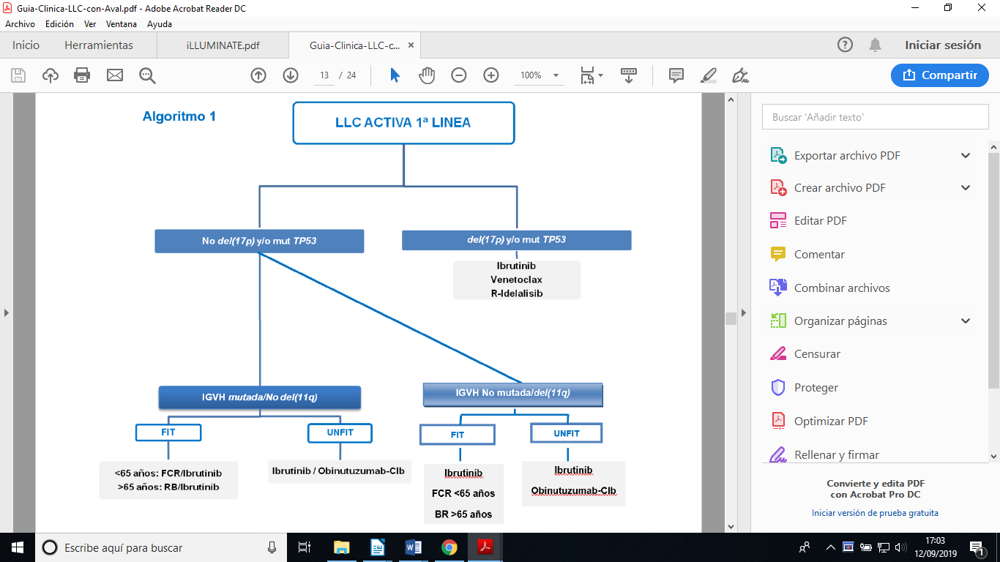 Guia-Clinica-LLC-con-Aval.pdf - Adobe Acrobat Reader DC
Archivo Edición Ver Ventana Ayuda
Inicio Herramientas iLLUMINATE.pdf Guia-Clinica-LLC-c... ×
Iniciar sesión
13 / 24 100%
Compartir
Algoritmo 1
LLC ACTIVA 1ª LINEA
No del(17p) y/o mut TP53
del(17p) y/o mut TP53
Ibrutinib
Venetoclax
R-Idelalisib
IGVH mutada/No del(11q)
IGVH No mutada/del(11q)
FIT
UNFIT
FIT
UNFIT
<65 años: FCR/Ibrutinib
>65 años: RB/Ibrutinib
Ibrutinib / Obinutuzumab-Clb
Ibrutinib
FCR <65 años
BR >65 años
Ibrutinib
Obinutuzumab-Clb
Buscar 'Añadir texto'
Exportar archivo PDF
Crear archivo PDF
Editar PDF
Comentar
Combinar archivos
Organizar páginas
Censurar
Proteger
Optimizar PDF
Rellenar y firmar
Convierte y edita PDF
con Acrobat Pro DC
Iniciar versión de prueba gratuita
Escribe aquí para buscar
17:03
12/09/2019
1